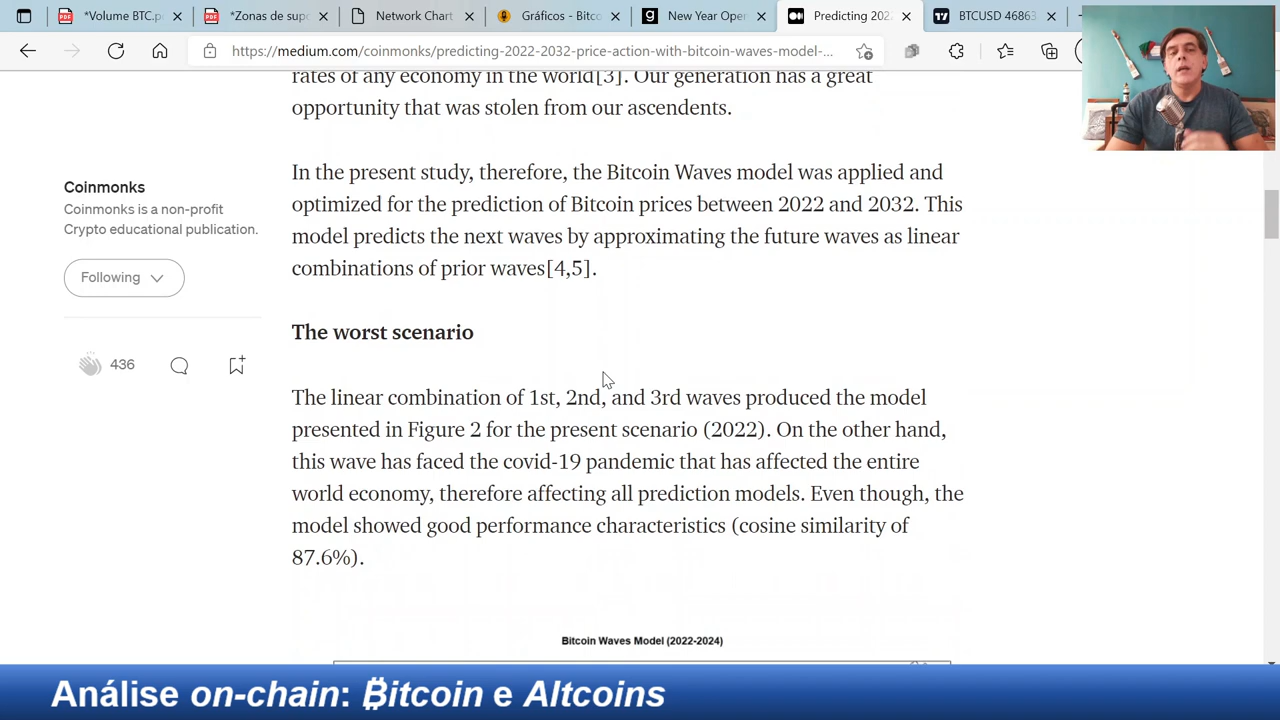 *Volume BTC.p
*Zonas de supo
Network Chart
Gráficos - Bitco
New Year Oper
Predicting 202
BTCUSD 46863
https://medium.com/coinmonks/predicting-2022-2032-price-action-with-bitcoin-waves-model-...
rates of any economy in the world[3]. Our generation has a great
opportunity that was stolen from our ascendents.
Coinmonks
Coinmonks is a non-profit
Crypto educational publication.
Following
436
In the present study, therefore, the Bitcoin Waves model was applied and
optimized for the prediction of Bitcoin prices between 2022 and 2032. This
model predicts the next waves by approximating the future waves as linear
combinations of prior waves[4,5].
The worst scenario
The linear combination of 1st, 2nd, and 3rd waves produced the model
presented in Figure 2 for the present scenario (2022). On the other hand,
this wave has faced the covid-19 pandemic that has affected the entire
world economy, therefore affecting all prediction models. Even though, the
model showed good performance characteristics (cosine similarity of
87.6%).
Bitcoin Waves Model (2022-2024)
Análise on-chain: ₿itcoin e Altcoins